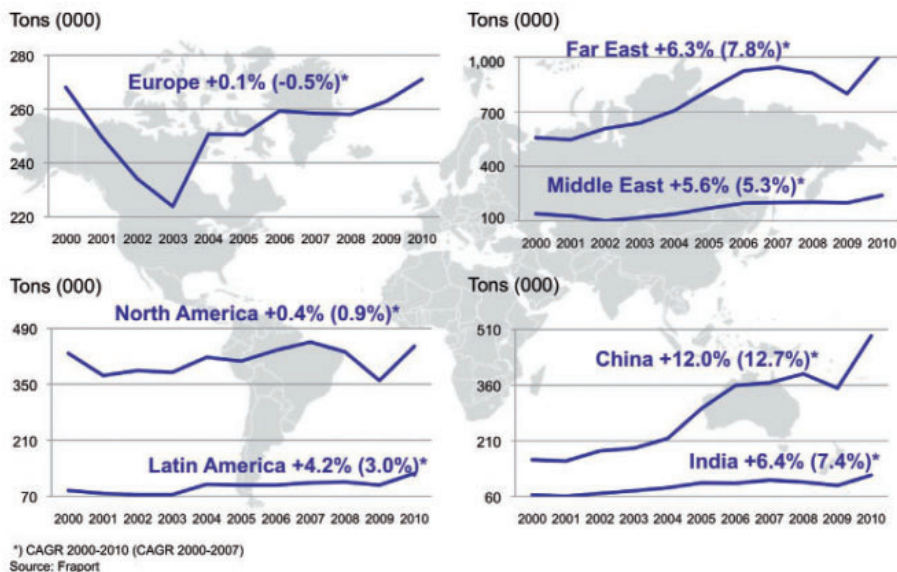 Tons (000)
280
260
240
220
Europe +0.1% (-0.5%)*
2000 2001 2002 2003 2004 2005 2006 2007 2008 2009 2010
Tons (000)
1,000
700
400
100
Far East +6.3% (7.8%)*
Middle East +5.6% (5.3%)*
2000 2001 2002 2003 2004 2005 2006 2007 2008 2009 2010
Tons (000)
490
350
210
70
North America +0.4% (0.9%)*
Latin America +4.2% (3.0%)*
2000 2001 2002 2003 2004 2005 2006 2007 2008 2009 2010
Tons (000)
510
360
210
60
China +12.0% (12.7%)*
India +6.4% (7.4%)*
2000 2001 2002 2003 2004 2005 2006 2007 2008 2009 2010
*) CAGR 2000-2010 (CAGR 2000-2007)
Source: Fraport